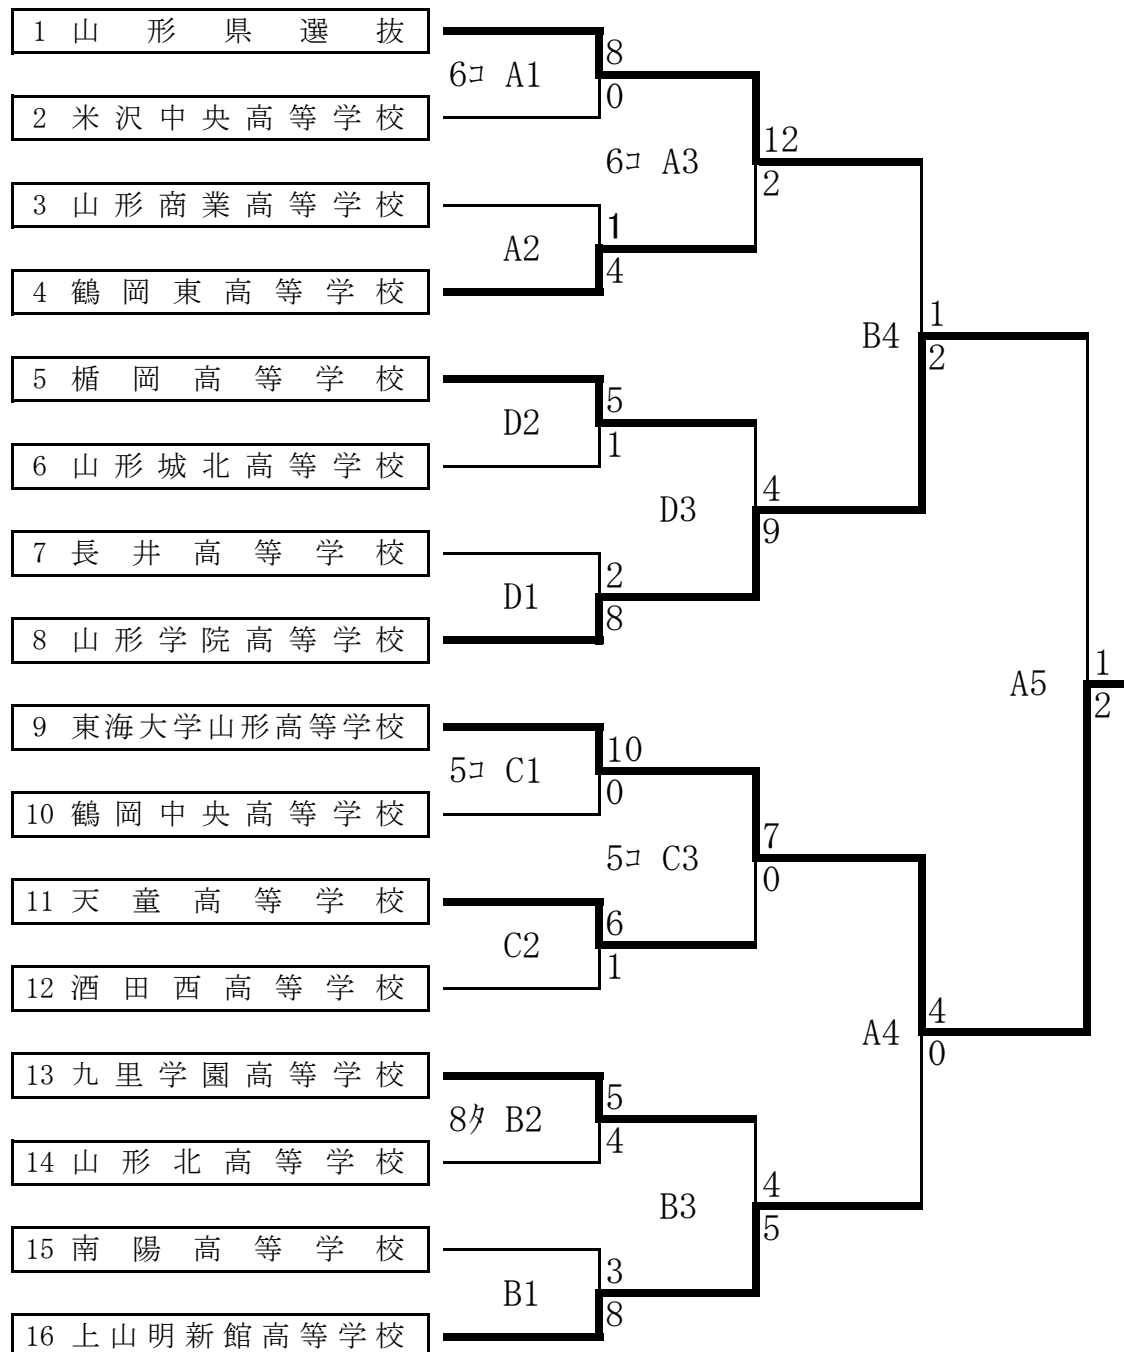 1 山形県選抜
8
6コ A1
0
2 米沢中央高等学校
12
6コ A3
2
3 山形商業高等学校
1
A2
4
4 鶴岡東高等学校
1
B4
2
5 楯岡高等学校
5
D2
1
6 山形城北高等学校
4
D3
9
7 長井高等学校
2
D1
8
8 山形学院高等学校
1
A5
2
9 東海大学山形高等学校
10
5コ C1
0
10 鶴岡中央高等学校
7
5コ C3
0
11 天童高等学校
6
C2
1
12 酒田西高等学校
4
A4
0
13 九里学園高等学校
5
8タ B2
4
14 山形北高等学校
4
B3
5
15 南陽高等学校
3
B1
8
16 上山明新館高等学校